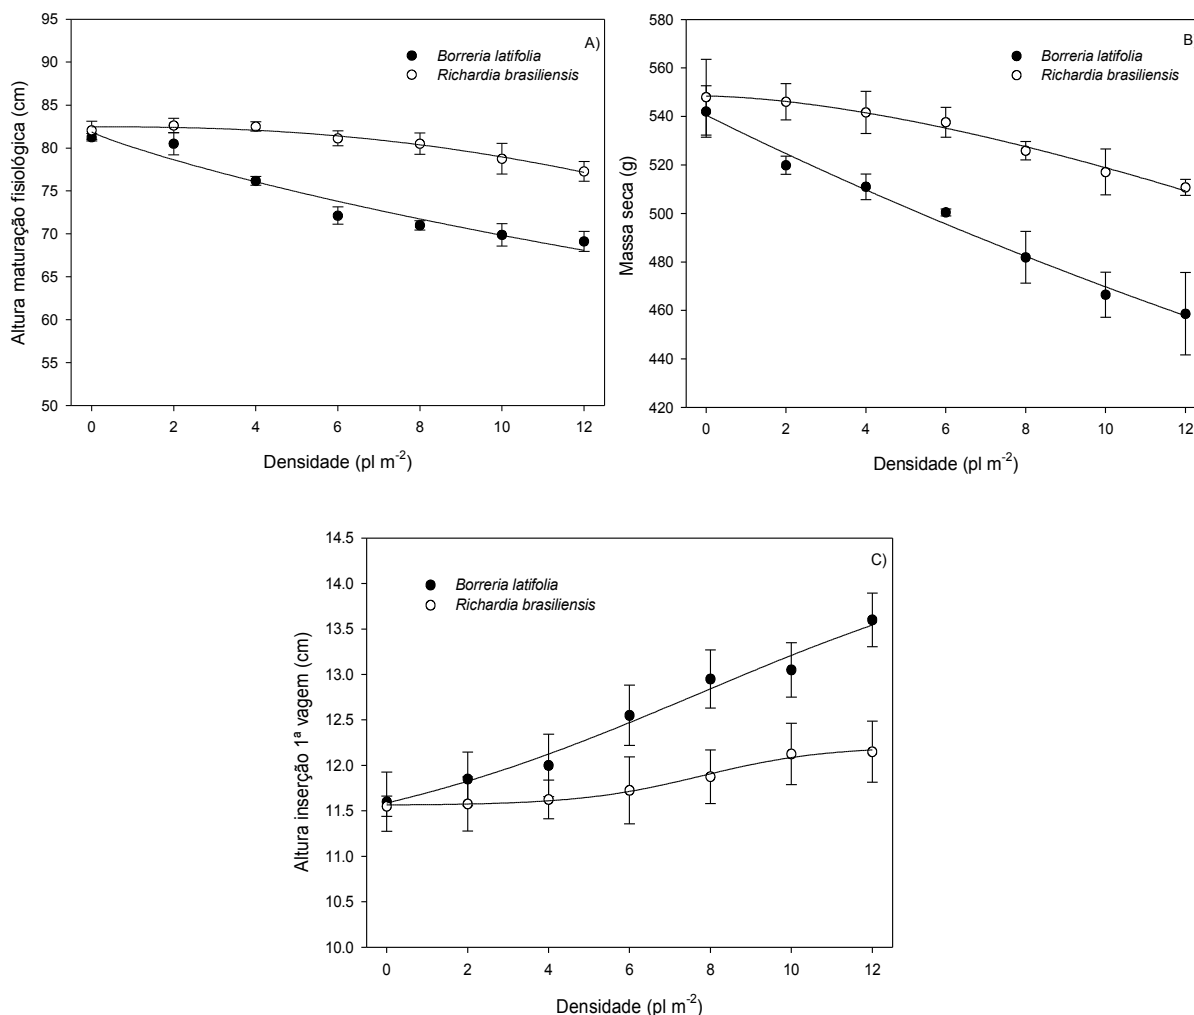 A)
Borreria latifolia
Richardia brasiliensis
Altura maturação fisiológica (cm)
95
90
85
80
75
70
65
60
55
50
0 2 4 6 8 10 12
Densidade (pl m-2)
B
Borreria latifolia
Richardia brasiliensis
Massa seca (g)
580
560
540
520
500
480
460
440
420
0 2 4 6 8 10 12
Densidade (pl m-2)
C)
Borreria latifolia
Richardia brasiliensis
Altura inserção 1ª vagem (cm)
14.5
14.0
13.5
13.0
12.5
12.0
11.5
11.0
10.5
10.0
0 2 4 6 8 10 12
Densidade (pl m-2)